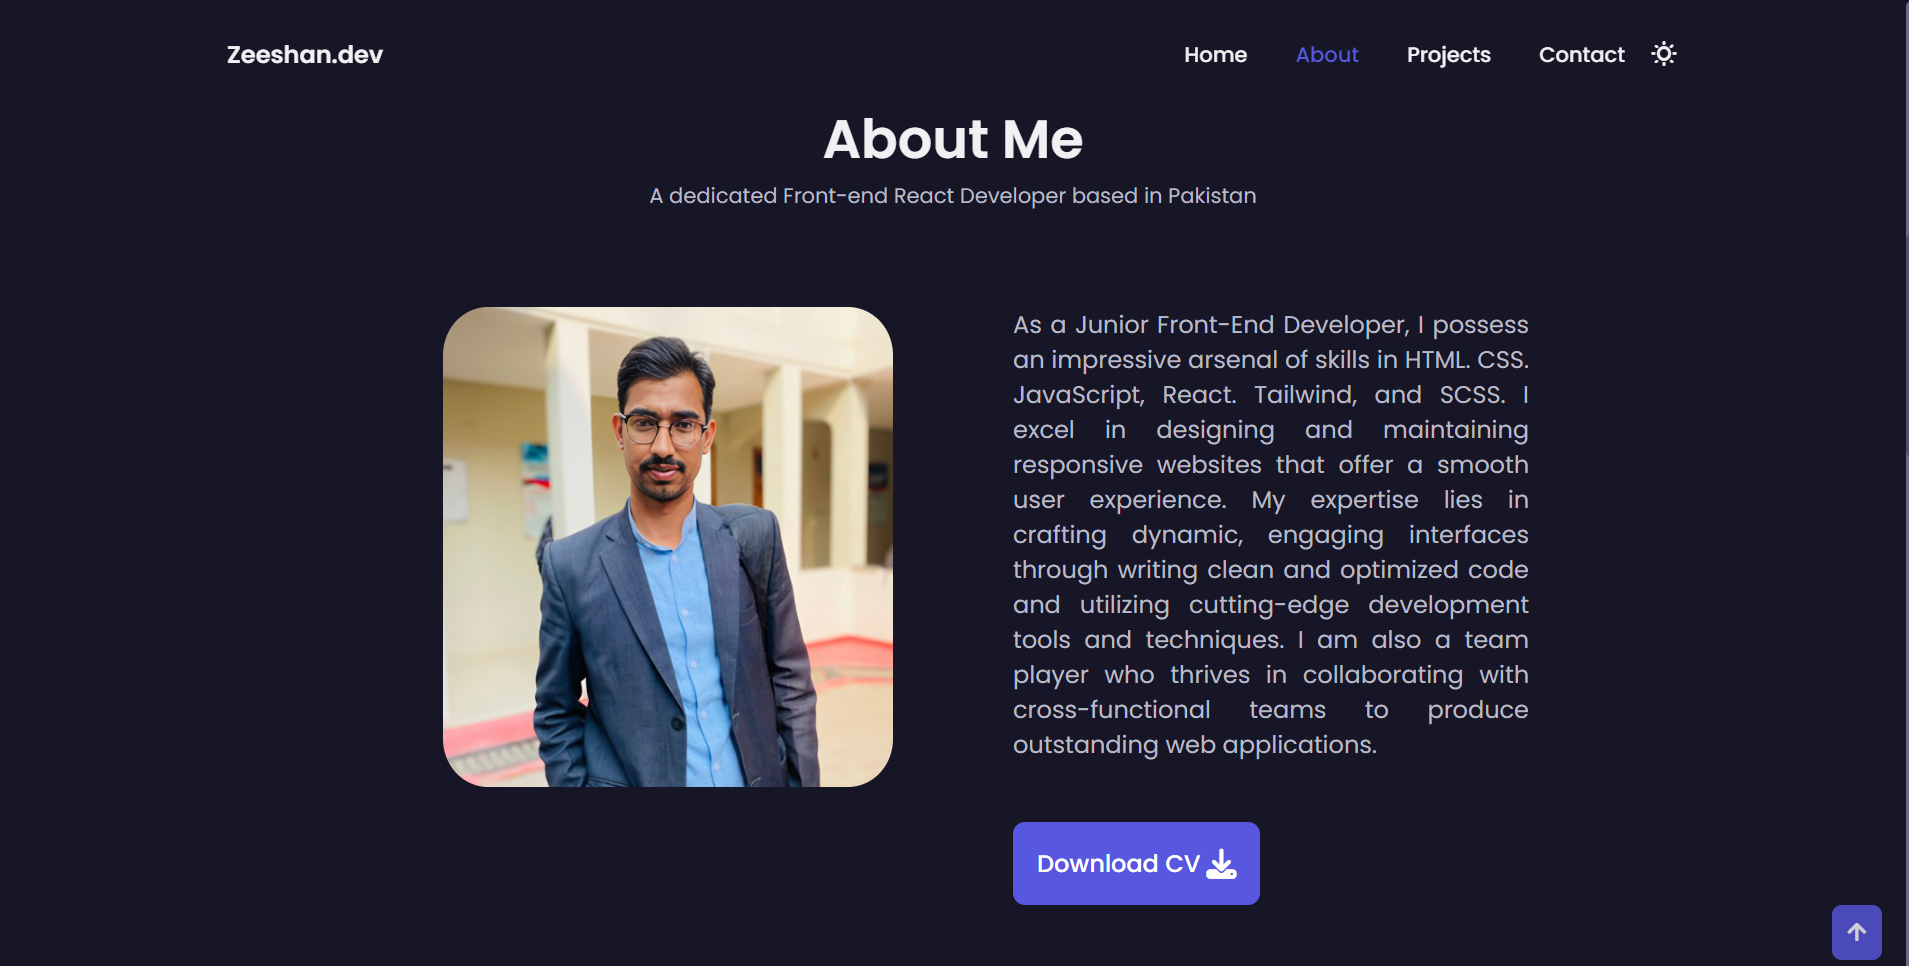 Zeeshan.dev
Home About Projects Contact
About Me
A dedicated Front-end React Developer based in Pakistan
As a Junior Front-End Developer, I possess
an impressive arsenal of skills in HTML. CSS.
JavaScript, React. Tailwind, and SCSS. I
excel in designing and maintaining
responsive websites that offer a smooth
user experience. My expertise lies in
crafting dynamic, engaging interfaces
through writing clean and optimized code
and utilizing cutting-edge development
tools and techniques. I am also a team
player who thrives in collaborating with
cross-functional teams to produce
outstanding web applications.
Download CV